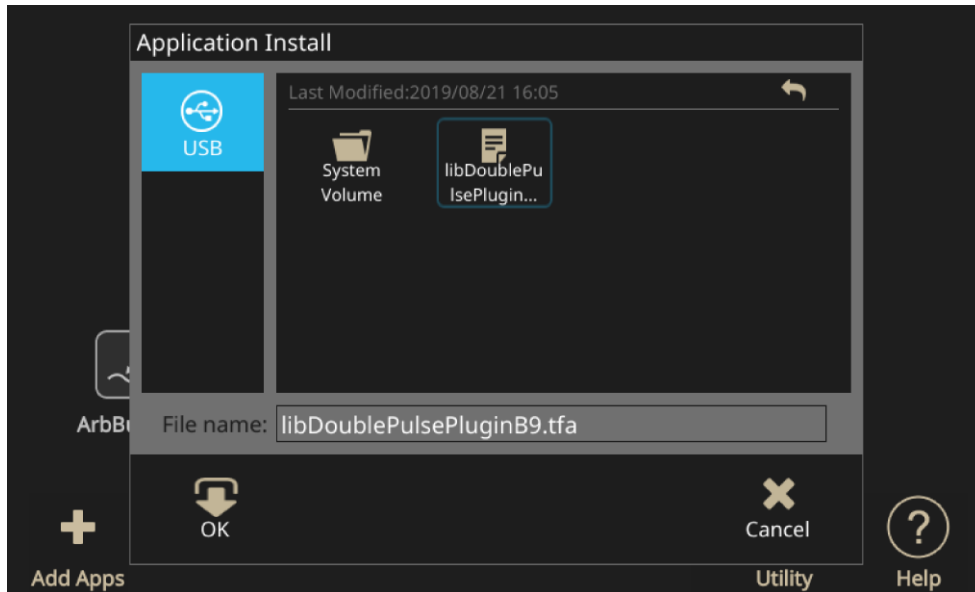 Application Install
USB
Last Modified:2019/08/21 16:05
System
Volume
libDoublePu
lsePlugin...
File name:
libDoublePulsePluginB9.tfa
OK
Cancel
Add Apps
Utility
Help